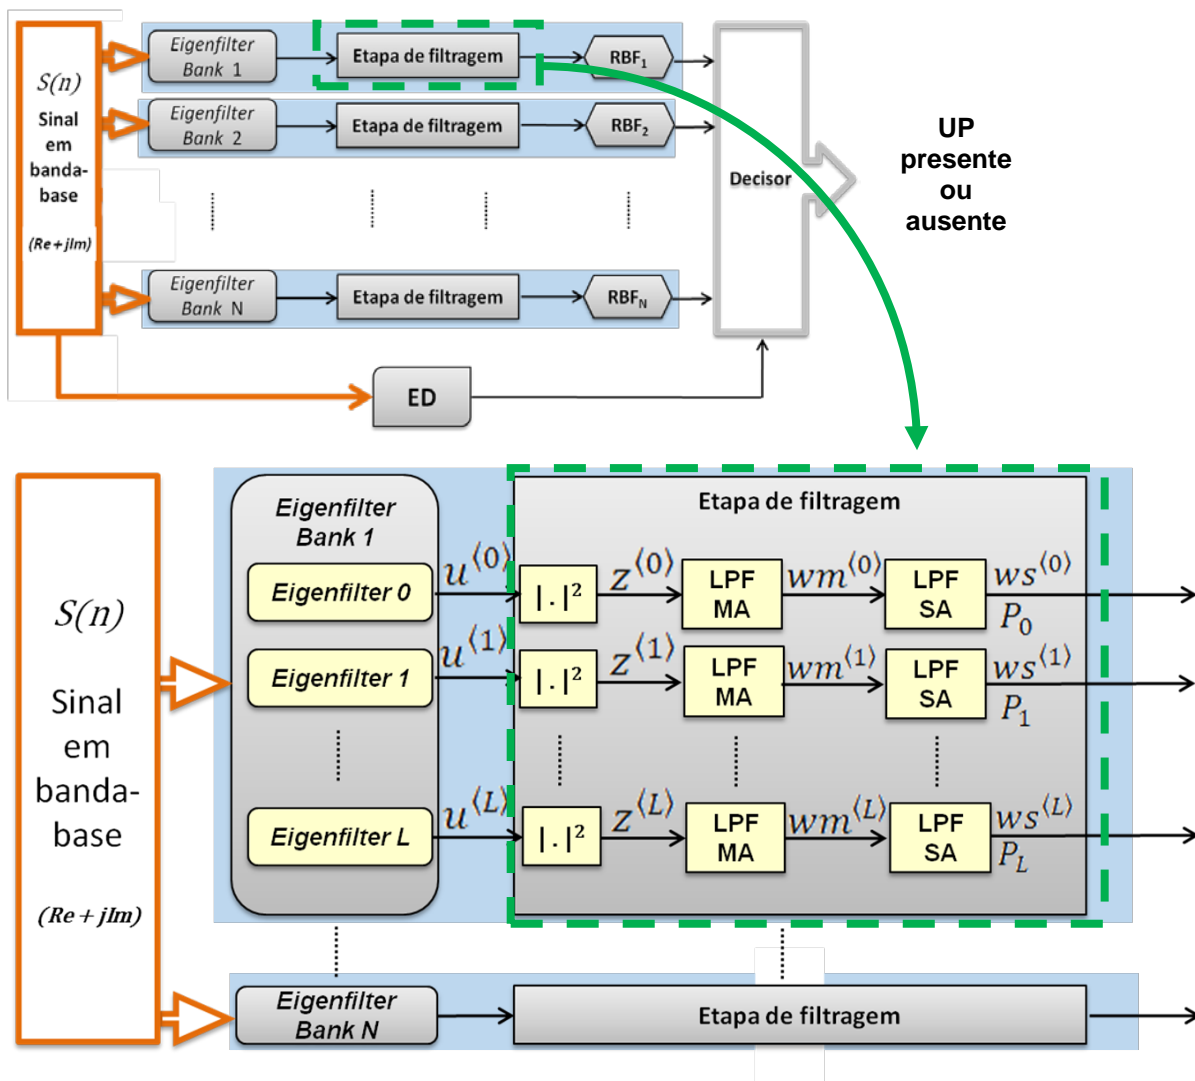 S(n)
Sinal
em
banda-
base
(Re+jIm)
Eigenfilter
Bank 1
Etapa de filtragem
RBF₁
Eigenfilter
Bank 2
Etapa de filtragem
RBF₂
Eigenfilter
Bank N
Etapa de filtragem
RBF_N
Decisor
UP
presente
ou
ausente
ED
S(n)
Sinal
em
banda-
base
(Re + jIm)
Eigenfilter
Bank 1
Etapa de filtragem
Eigenfilter 0
u⟨0⟩
|.|²
z⟨0⟩
LPF
MA
wm⟨0⟩
LPF
SA
ws⟨0⟩
P₀
Eigenfilter 1
u⟨1⟩
|.|²
z⟨1⟩
LPF
MA
wm⟨1⟩
LPF
SA
ws⟨1⟩
P₁
Eigenfilter L
u⟨L⟩
|.|²
z⟨L⟩
LPF
MA
wm⟨L⟩
LPF
SA
ws⟨L⟩
P_L
Eigenfilter
Bank N
Etapa de filtragem